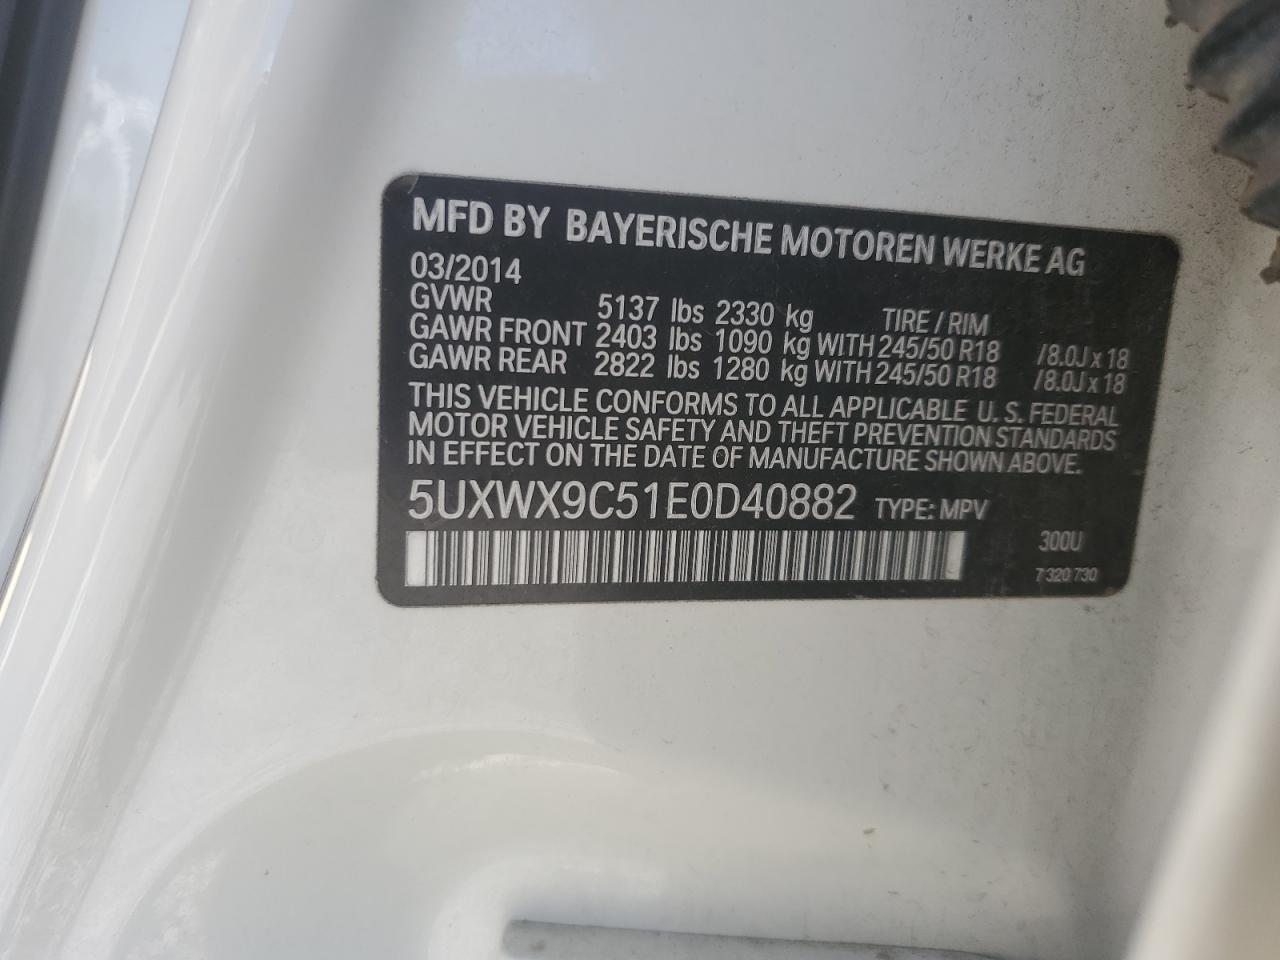 MFD BY BAYERISCHE MOTOREN WERKE AG
03/2014
GVWR 5137 lbs 2330 kg TIRE / RIM
GAWR FRONT 2403 lbs 1090 kg WITH 245/50 R18 /8.0J x 18
GAWR REAR 2822 lbs 1280 kg WITH 245/50 R18 /8.0J x 18
THIS VEHICLE CONFORMS TO ALL APPLICABLE U. S. FEDERAL
MOTOR VEHICLE SAFETY AND THEFT PREVENTION STANDARDS
IN EFFECT ON THE DATE OF MANUFACTURE SHOWN ABOVE.
5UXWX9C51E0D40882 TYPE: MPV
300U
7 320 730